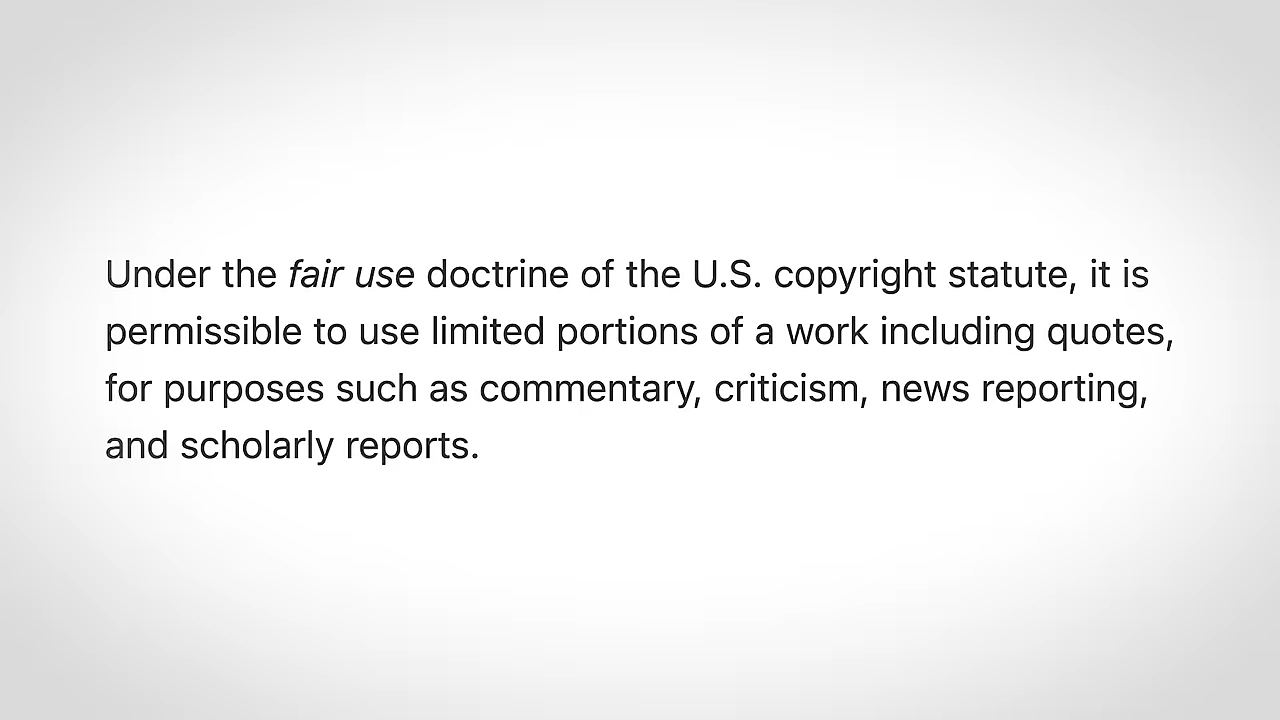 Under the fair use doctrine of the U.S. copyright statute, it is
permissible to use limited portions of a work including quotes,
for purposes such as commentary, criticism, news reporting,
and scholarly reports.